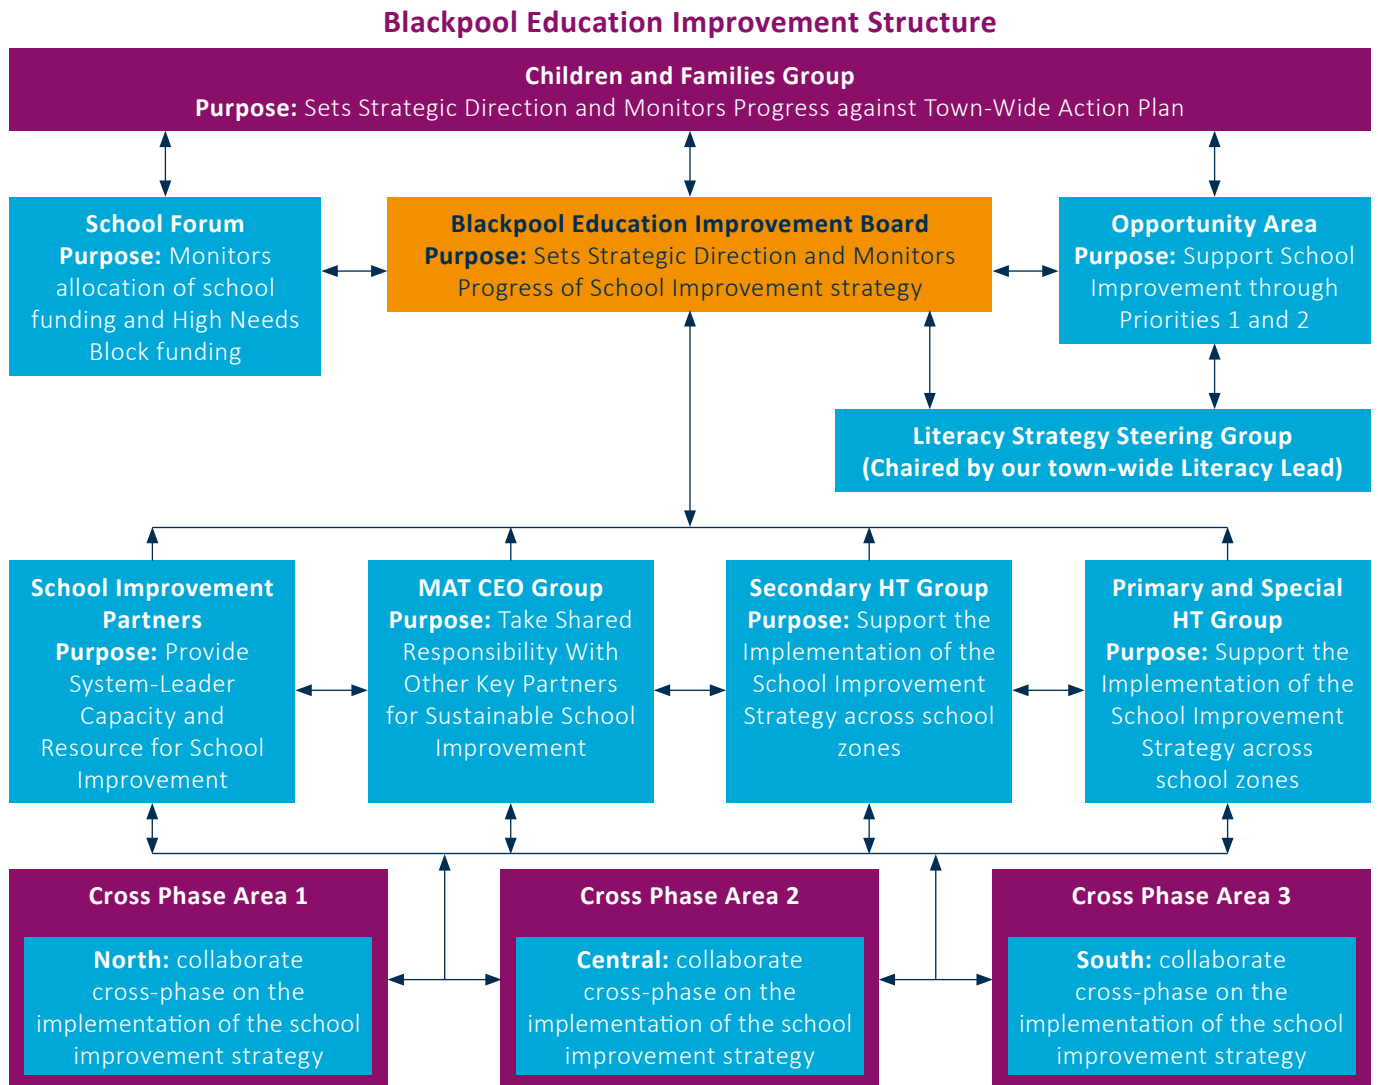 Blackpool Education Improvement Structure
Children and Families Group
Purpose: Sets Strategic Direction and Monitors Progress against Town-Wide Action Plan
School Forum
Purpose: Monitors
allocation of school
funding and High Needs
Block funding
Blackpool Education Improvement Board
Purpose: Sets Strategic Direction and Monitors
Progress of School Improvement strategy
Opportunity Area
Purpose: Support School
Improvement through
Priorities 1 and 2
Literacy Strategy Steering Group
(Chaired by our town-wide Literacy Lead)
School Improvement
Partners
Purpose: Provide
System-Leader
Capacity and
Resource for School
Improvement
MAT CEO Group
Purpose: Take Shared
Responsibility With
Other Key Partners
for Sustainable School
Improvement
Secondary HT Group
Purpose: Support the
Implementation of the
School Improvement
Strategy across school
zones
Primary and Special
HT Group
Purpose: Support the
Implementation of the
School Improvement
Strategy across
school zones
Cross Phase Area 1
North: collaborate
cross-phase on the
implementation of the school
improvement strategy
Cross Phase Area 2
Central: collaborate
cross-phase on the
implementation of the school
improvement strategy
Cross Phase Area 3
South: collaborate
cross-phase on the
implementation of the school
improvement strategy